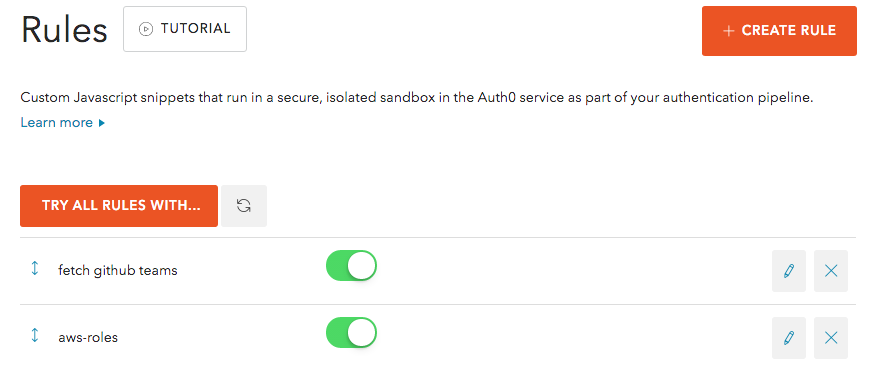 Rules
TUTORIAL
+ CREATE RULE
Custom Javascript snippets that run in a secure, isolated sandbox in the Auth0 service as part of your authentication pipeline.
Learn more
TRY ALL RULES WITH...
fetch github teams
aws-roles